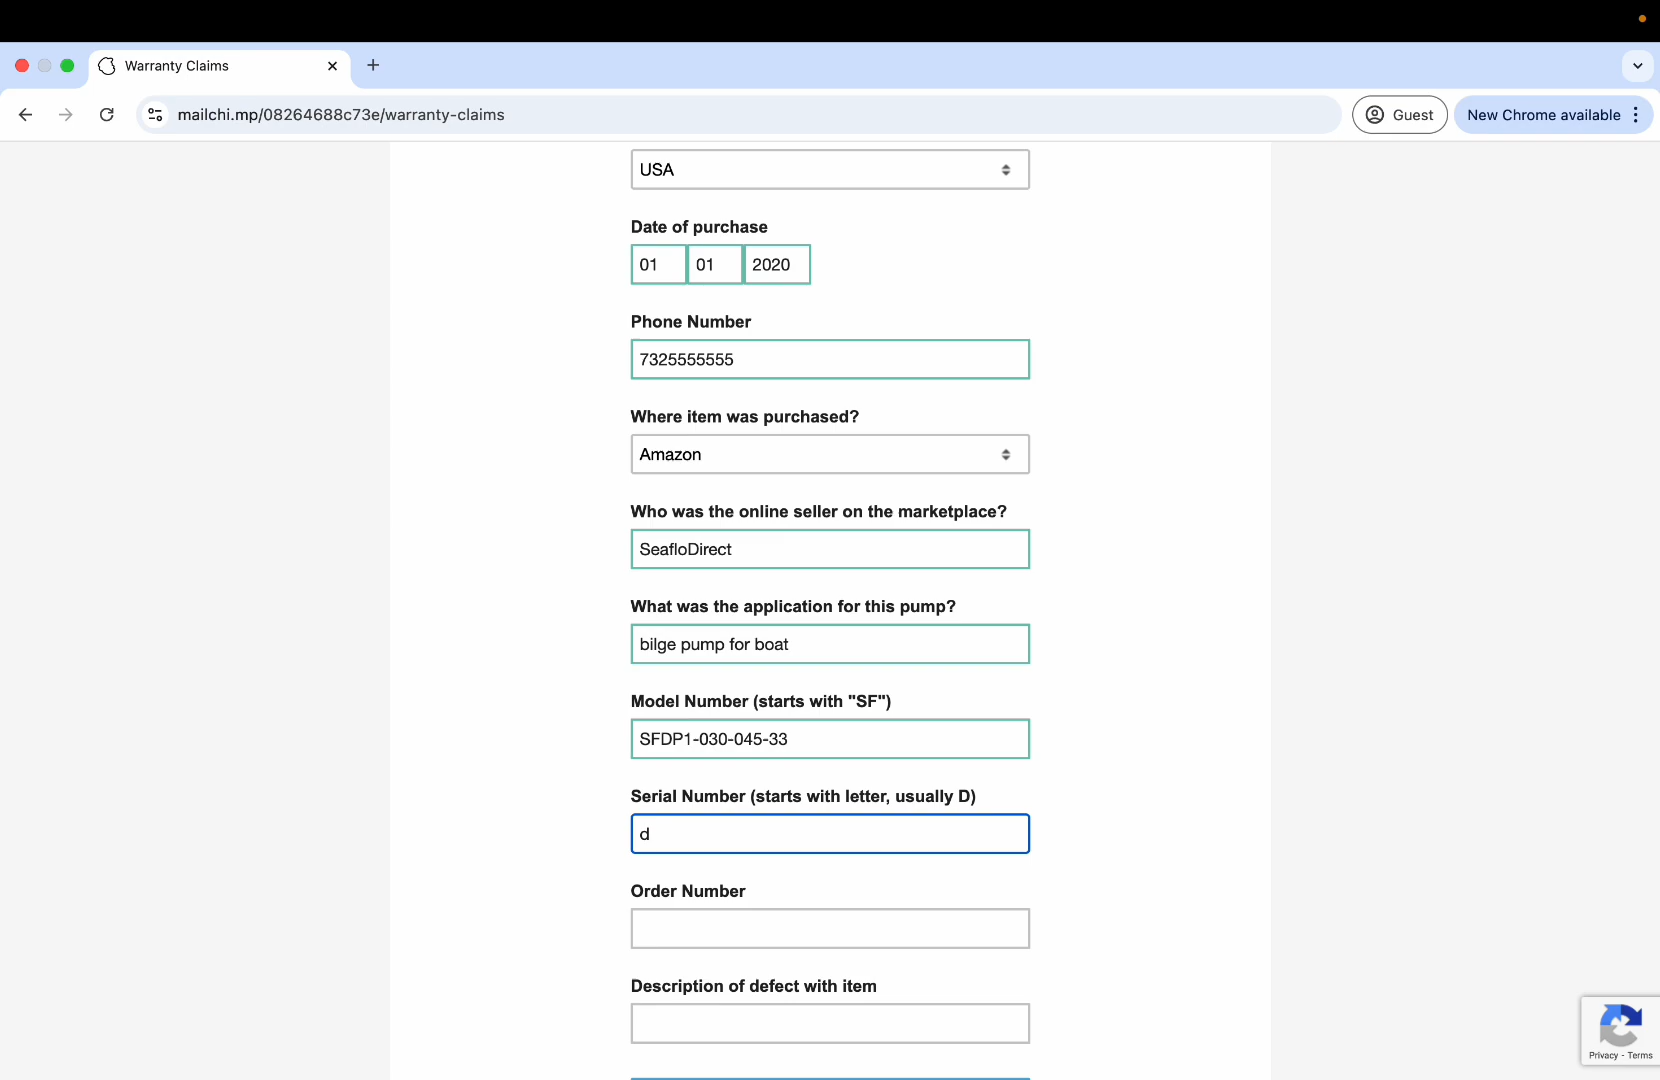 Warranty Claims
mailchi.mp/08264688c73e/warranty-claims
Guest
New Chrome available
USA
Date of purchase
01 01 2020
Phone Number
7325555555
Where item was purchased?
Amazon
Who was the online seller on the marketplace?
SeafloDirect
What was the application for this pump?
bilge pump for boat
Model Number (starts with "SF")
SFDP1-030-045-33
Serial Number (starts with letter, usually D)
d
Order Number
Description of defect with item
Privacy - Terms